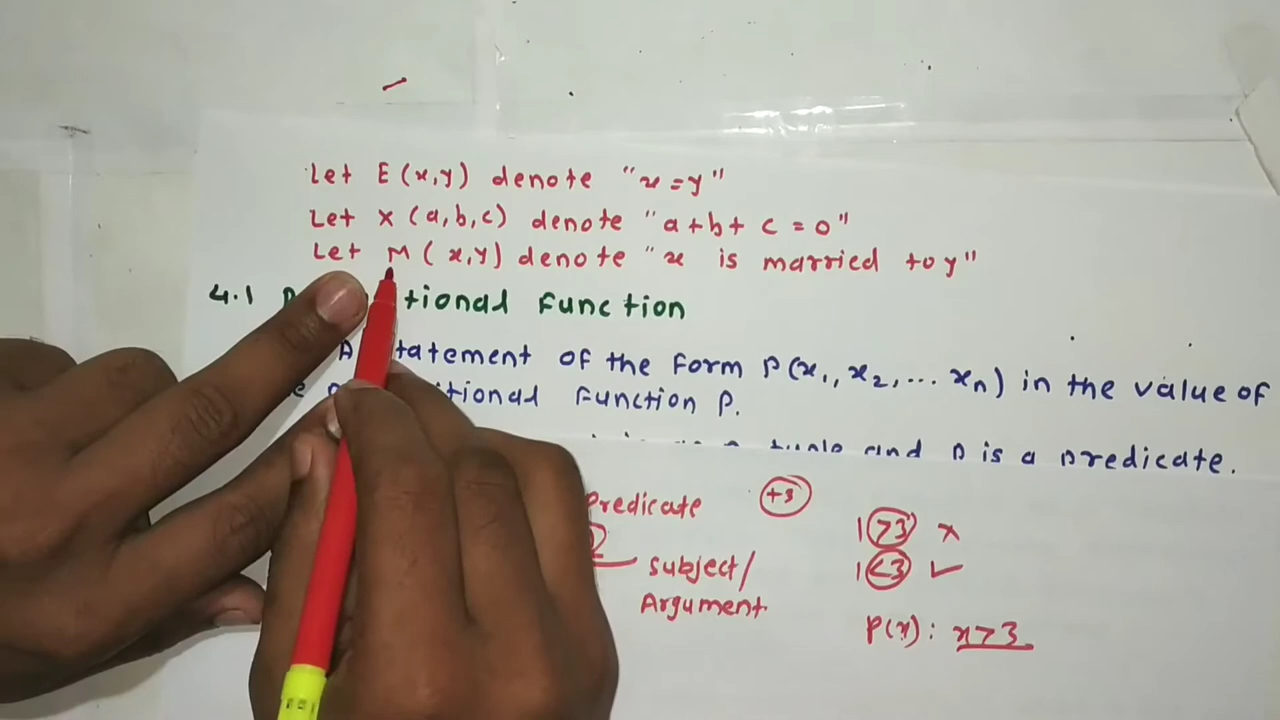 Let E (x,y) denote "x = y"
Let X (a,b,c) denote "a+b+ c = 0"
Let M ( x,y) denote "x is married to y"
4.1 tional Function
A tatement of the form P(x₁, x₂, ... xₙ) in the value of
tional Function P.
and P is a predicate.
Predicate +3
1 >3 ×
1 <3 ✓
subject/
Argument
P(x) : x>3